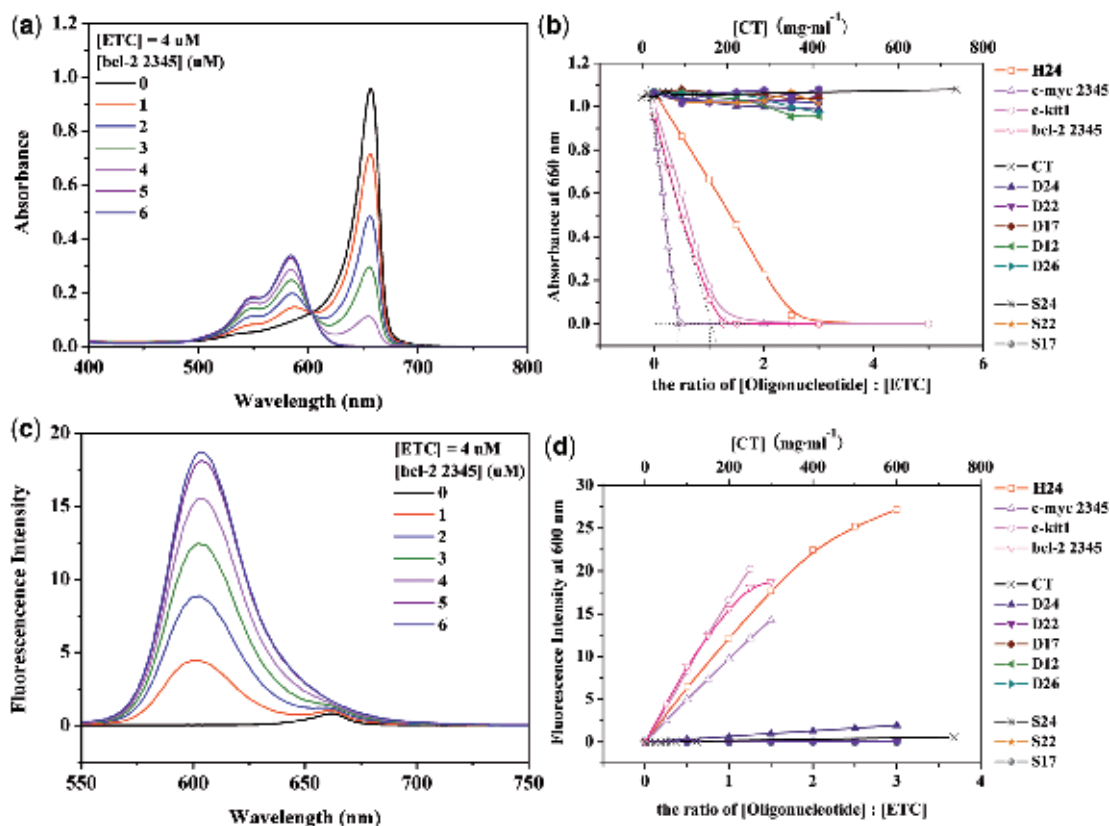 (a)
[ETC] = 4 uM
[bcl-2 2345] (uM)
0
1
2
3
4
5
6
1.2
1.0
0.8
0.6
0.4
0.2
0.0
Absorbance
400
500
600
700
800
Wavelength (nm)
(b)
[CT] (mg·ml⁻¹)
0
200
400
600
800
1.2
0.9
0.6
0.3
0.0
Absorbance at 660 nm
0
2
4
6
the ratio of [Oligonucleotide] : [ETC]
H24
c-myc 2345
c-kit1
bcl-2 2345
CT
D24
D22
D17
D12
D26
S24
S22
S17
(c)
[ETC] = 4 uM
[bcl-2 2345] (uM)
0
1
2
3
4
5
6
20
15
10
5
0
Fluorescence Intensity
550
600
650
700
750
Wavelength (nm)
(d)
[CT] (mg·ml⁻¹)
0
200
400
600
800
30
25
20
15
10
5
0
Fluorescence Intensity at 600 nm
0
1
2
3
4
the ratio of [Oligonucleotide] : [ETC]
H24
c-myc 2345
c-kit1
bcl-2 2345
CT
D24
D22
D17
D12
D26
S24
S22
S17